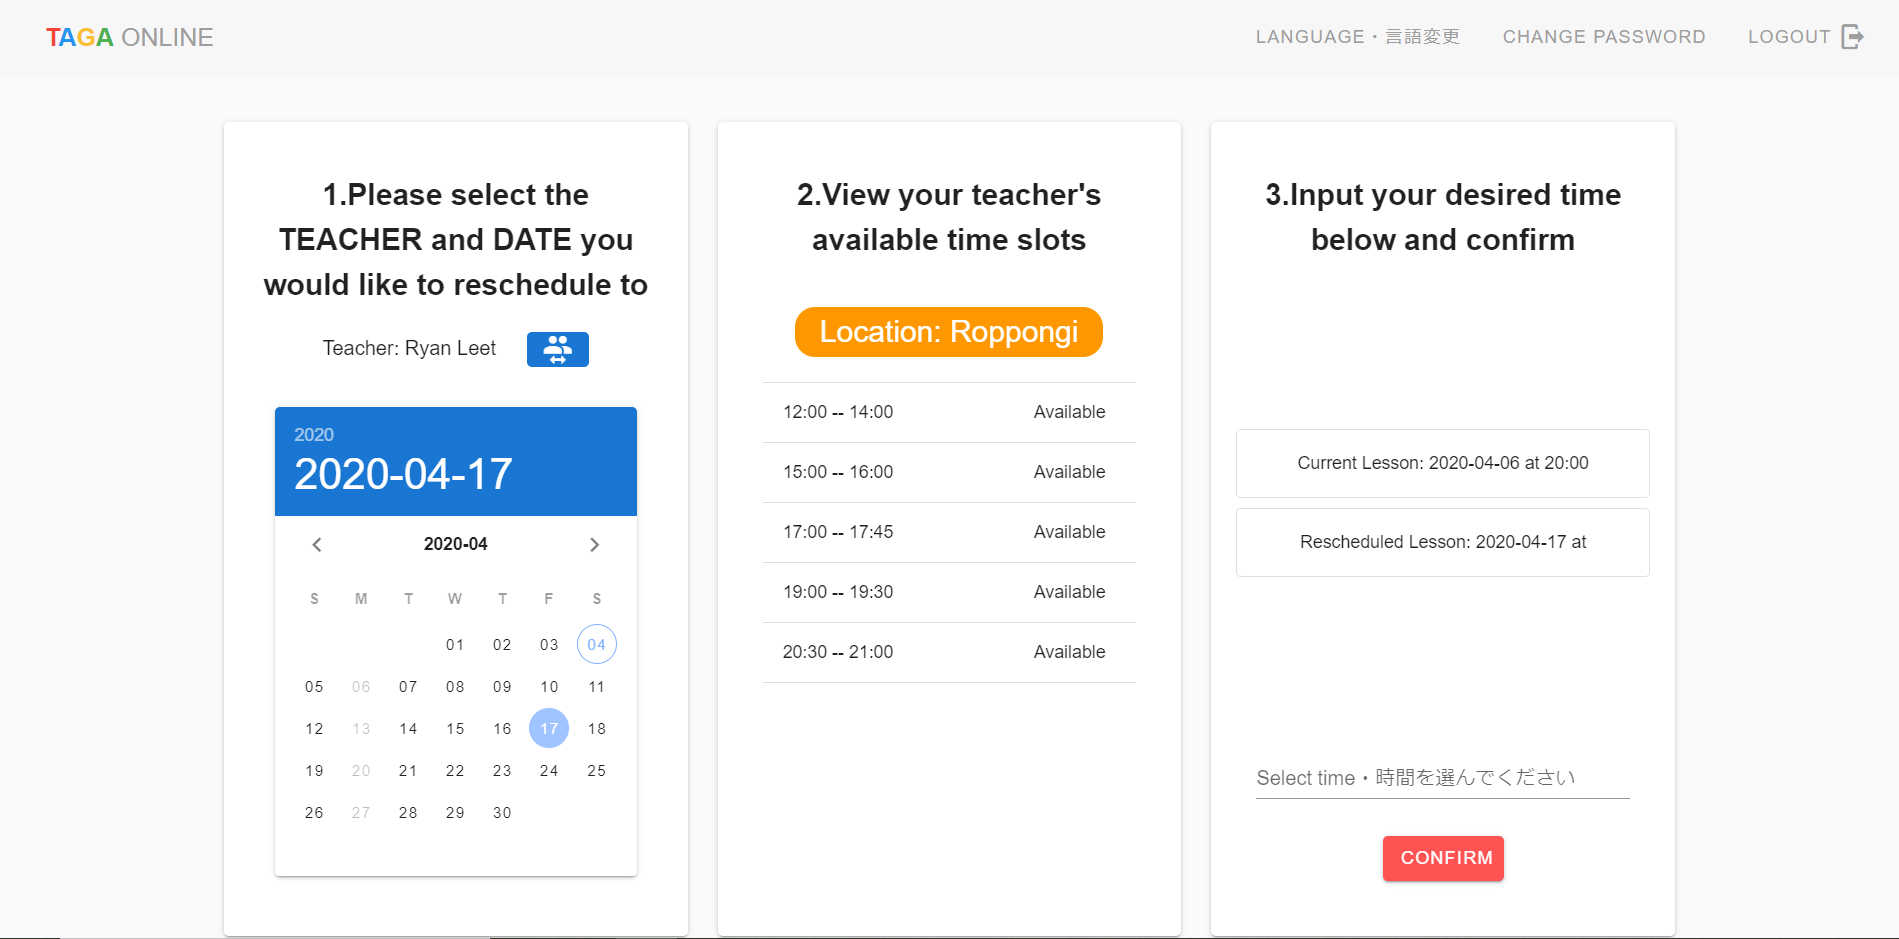 TAGA ONLINE
LANGUAGE・言語変更 CHANGE PASSWORD LOGOUT
1.Please select the
TEACHER and DATE you
would like to reschedule to
Teacher: Ryan Leet
2020
2020-04-17
2020-04
S M T W T F S
01 02 03 04
05 06 07 08 09 10 11
12 13 14 15 16 17 18
19 20 21 22 23 24 25
26 27 28 29 30
2.View your teacher's
available time slots
Location: Roppongi
12:00 -- 14:00 Available
15:00 -- 16:00 Available
17:00 -- 17:45 Available
19:00 -- 19:30 Available
20:30 -- 21:00 Available
3.Input your desired time
below and confirm
Current Lesson: 2020-04-06 at 20:00
Rescheduled Lesson: 2020-04-17 at
Select time・時間を選んでください
CONFIRM